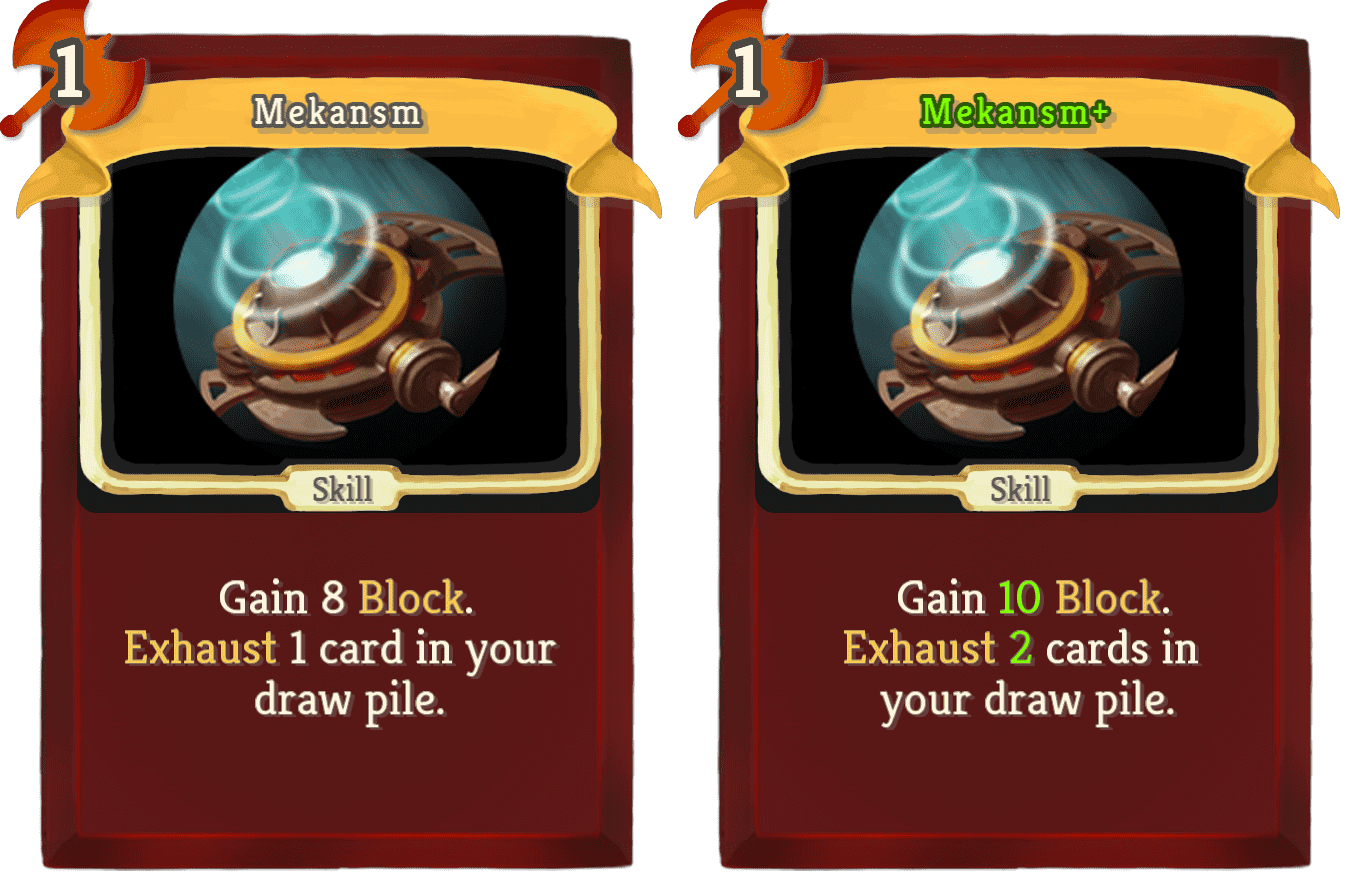 1
Mekansm
Skill
Gain 8 Block.
Exhaust 1 card in your
draw pile.
1
Mekansm+
Skill
Gain 10 Block.
Exhaust 2 cards in
your draw pile.